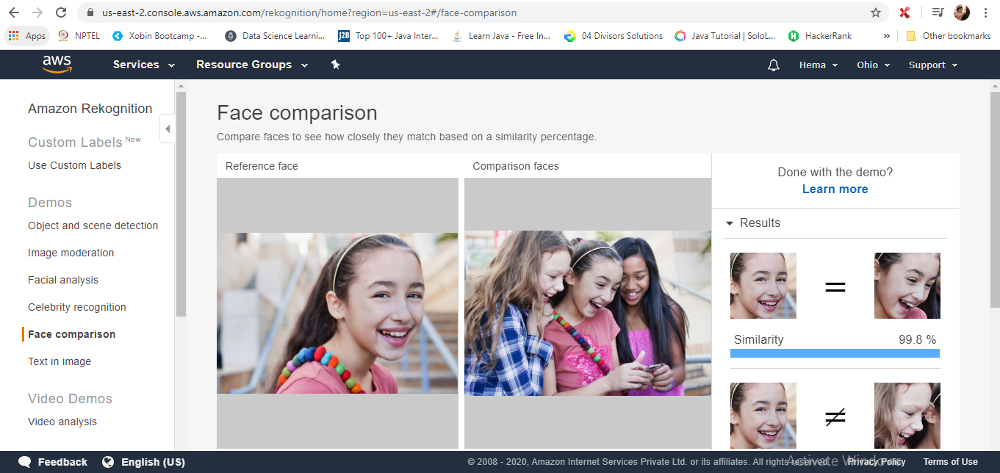 us-east-2.console.aws.amazon.com/rekognition/home?region=us-east-2#/face-comparison
Apps NPTEL Xobin Bootcamp -... Data Science Learni... J2B Top 100+ Java Inter... Learn Java - Free In... 04 Divisors Solutions Java Tutorial | SoloL... H HackerRank » Other bookmarks
aws Services Resource Groups Hema Ohio Support
Amazon Rekognition
Custom Labels New
Use Custom Labels
Demos
Object and scene detection
Image moderation
Facial analysis
Celebrity recognition
Face comparison
Text in image
Video Demos
Video analysis
Face comparison
Compare faces to see how closely they match based on a similarity percentage.
Reference face
Comparison faces
Done with the demo?
Learn more
Results
=
Similarity 99.8 %
≠
Activate Windows
Feedback English (US) © 2008 - 2020, Amazon Internet Services Private Ltd. or its affiliates. All rights reserved. Privacy Policy Terms of Use